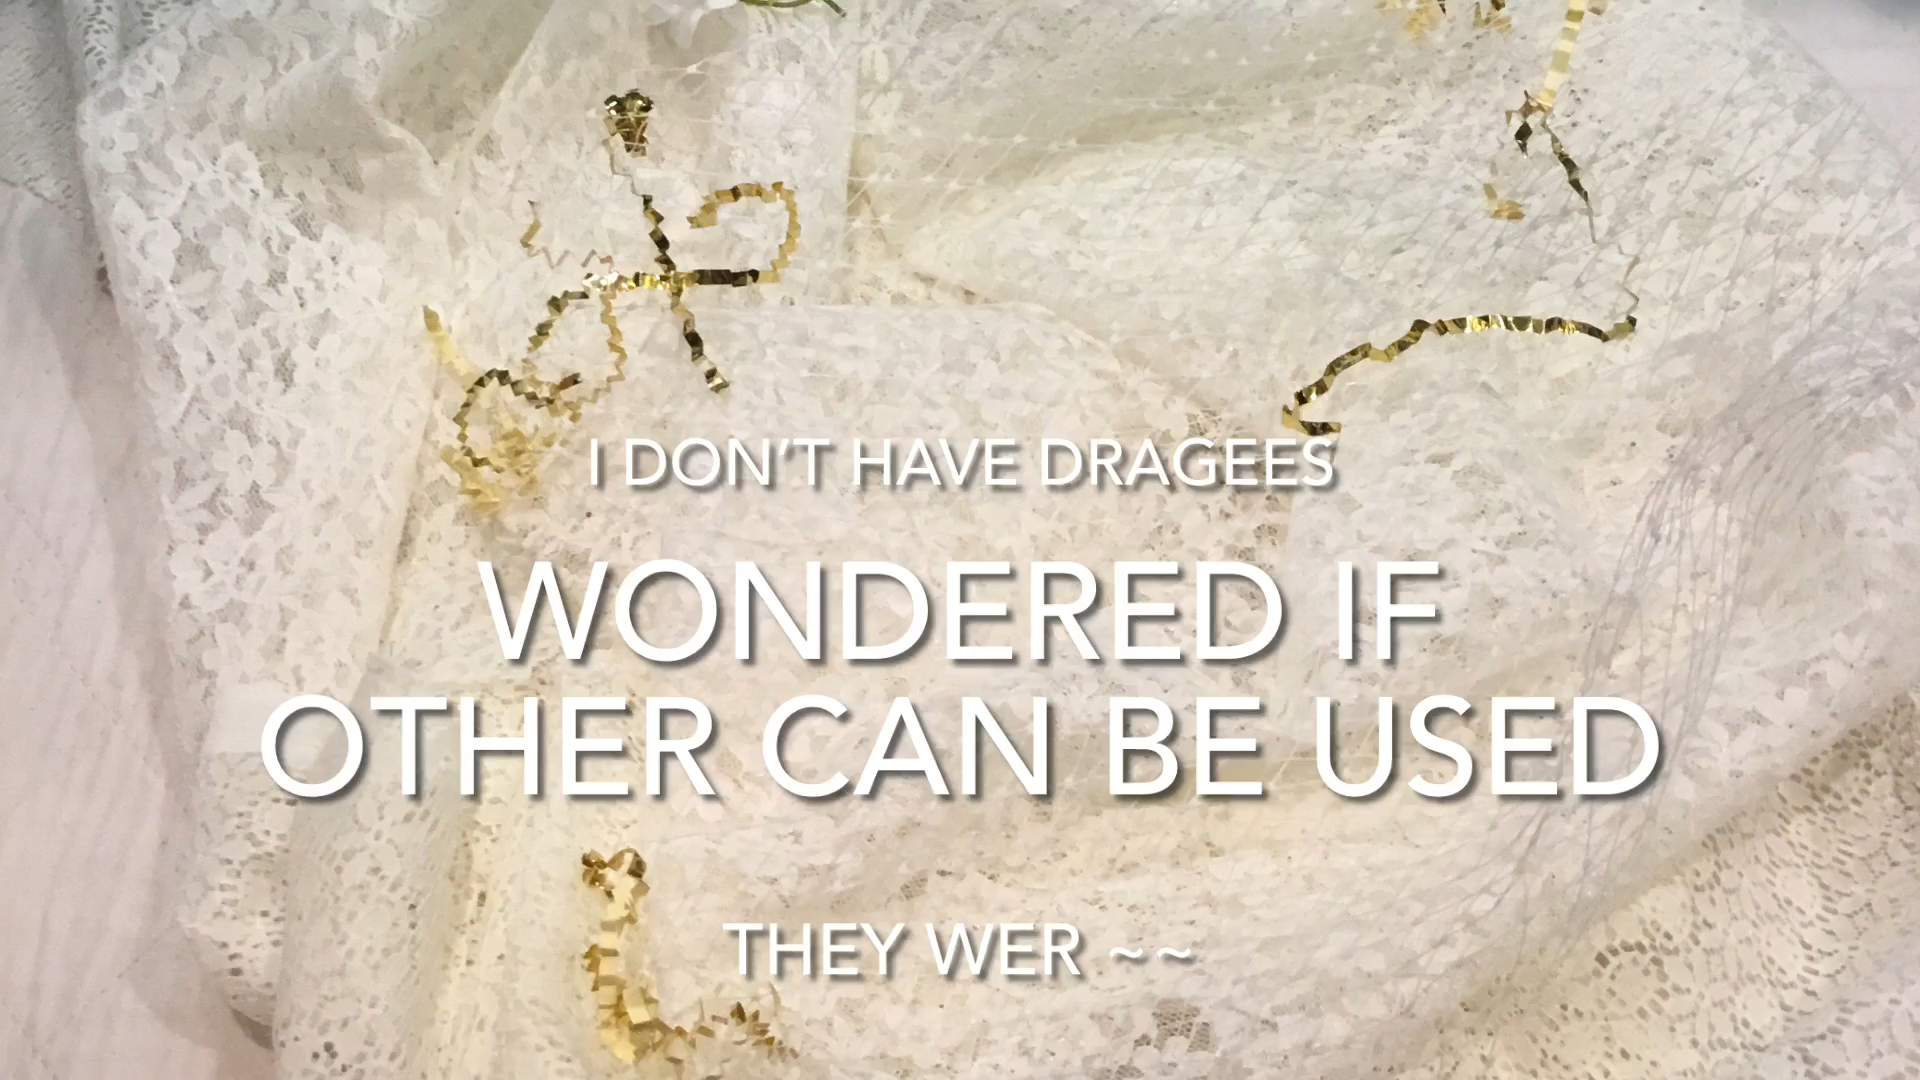 I DON’T HAVE DRAGEES
WONDERED IF
OTHER CAN BE USED
THEY WER ~~